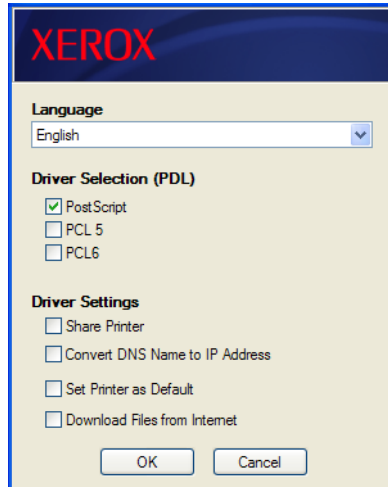 XEROX
Language
English
Driver Selection (PDL)
PostScript
PCL 5
PCL6
Driver Settings
Share Printer
Convert DNS Name to IP Address
Set Printer as Default
Download Files from Internet
OK Cancel